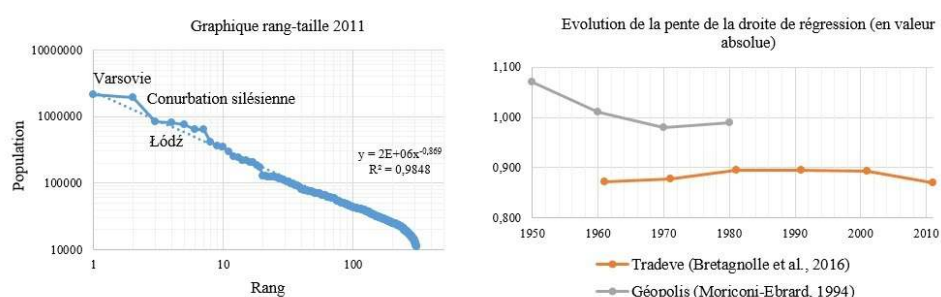 Graphique rang-taille 2011
10000000
1000000
100000
10000
Population
Varsovie
Conurbation silésienne
Łódź
y = 2E+06x-0,869
R² = 0,9848
1
10
100
Rang
Evolution de la pente de la droite de régression (en valeur
absolue)
1,100
1,000
0,900
0,800
1950 1960 1970 1980 1990 2000 2010
Tradeve (Bretagnolle et al., 2016)
Géopolis (Moriconi-Ebrard, 1994)